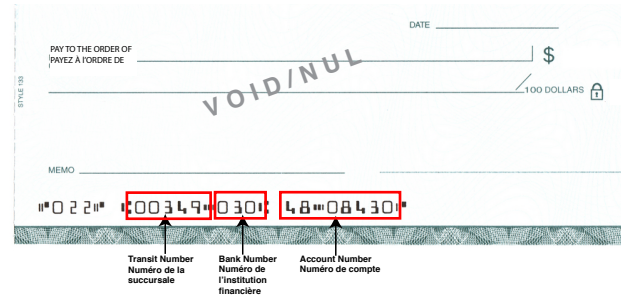 DATE
PAY TO THE ORDER OF
PAYEZ À l'ORDRE DE
$
VOID/NUL
STYLE 133
100 DOLLARS
MEMO
⑈022⑈ ⑆00349⑉030⑆ 48⑉08430⑈
Transit Number
Numéro de la
succursale
Bank Number
Numéro de
l'institution
financière
Account Number
Numéro de compte